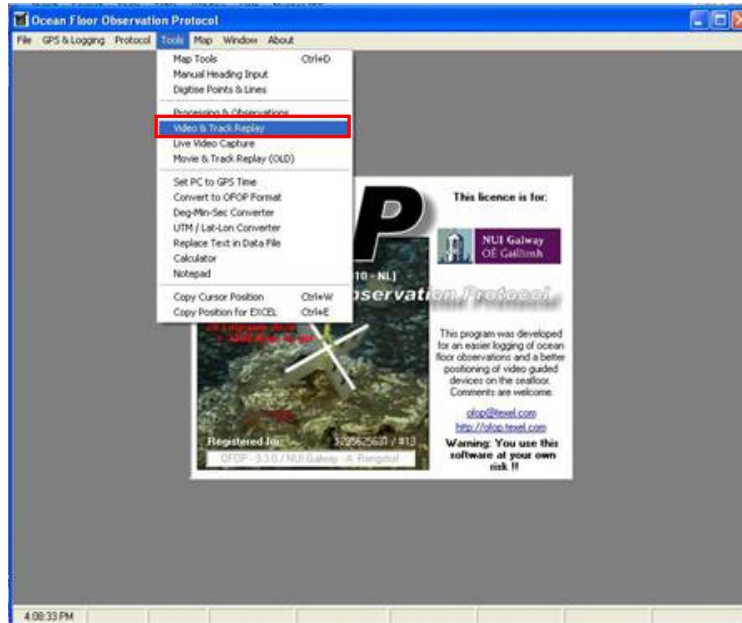 Ocean Floor Observation Protocol
File GPS & Logging Protocol Tools Map Window About
Map Tools Ctrl+D
Manual Heading Input
Digitise Points & Lines
Processing & Observations
Video & Track Replay
Live Video Capture
Movie & Track Replay (OLD)
Set PC to GPS Time
Convert to OFOP Format
Deg-Min-Sec Converter
UTM / Lat-Lon Converter
Replace Text in Data File
Calculator
Notepad
Copy Cursor Position Ctrl+W
Copy Position for EXCEL Ctrl+E
P
10 - NL]
servation Protocol
This licence is for:
NUI Galway
OÉ Gaillimh
This program was developed
for an easier logging of ocean
floor observations and a better
positioning of video guided
devices on the seafloor.
Comments are welcome.
ofop@texel.com
http://ofop.texel.com
Warning: You use this
software at your own
risk !!
Registered for:
OFOP - 3.3.0 / NUI Galway - A.
4:08:33 PM